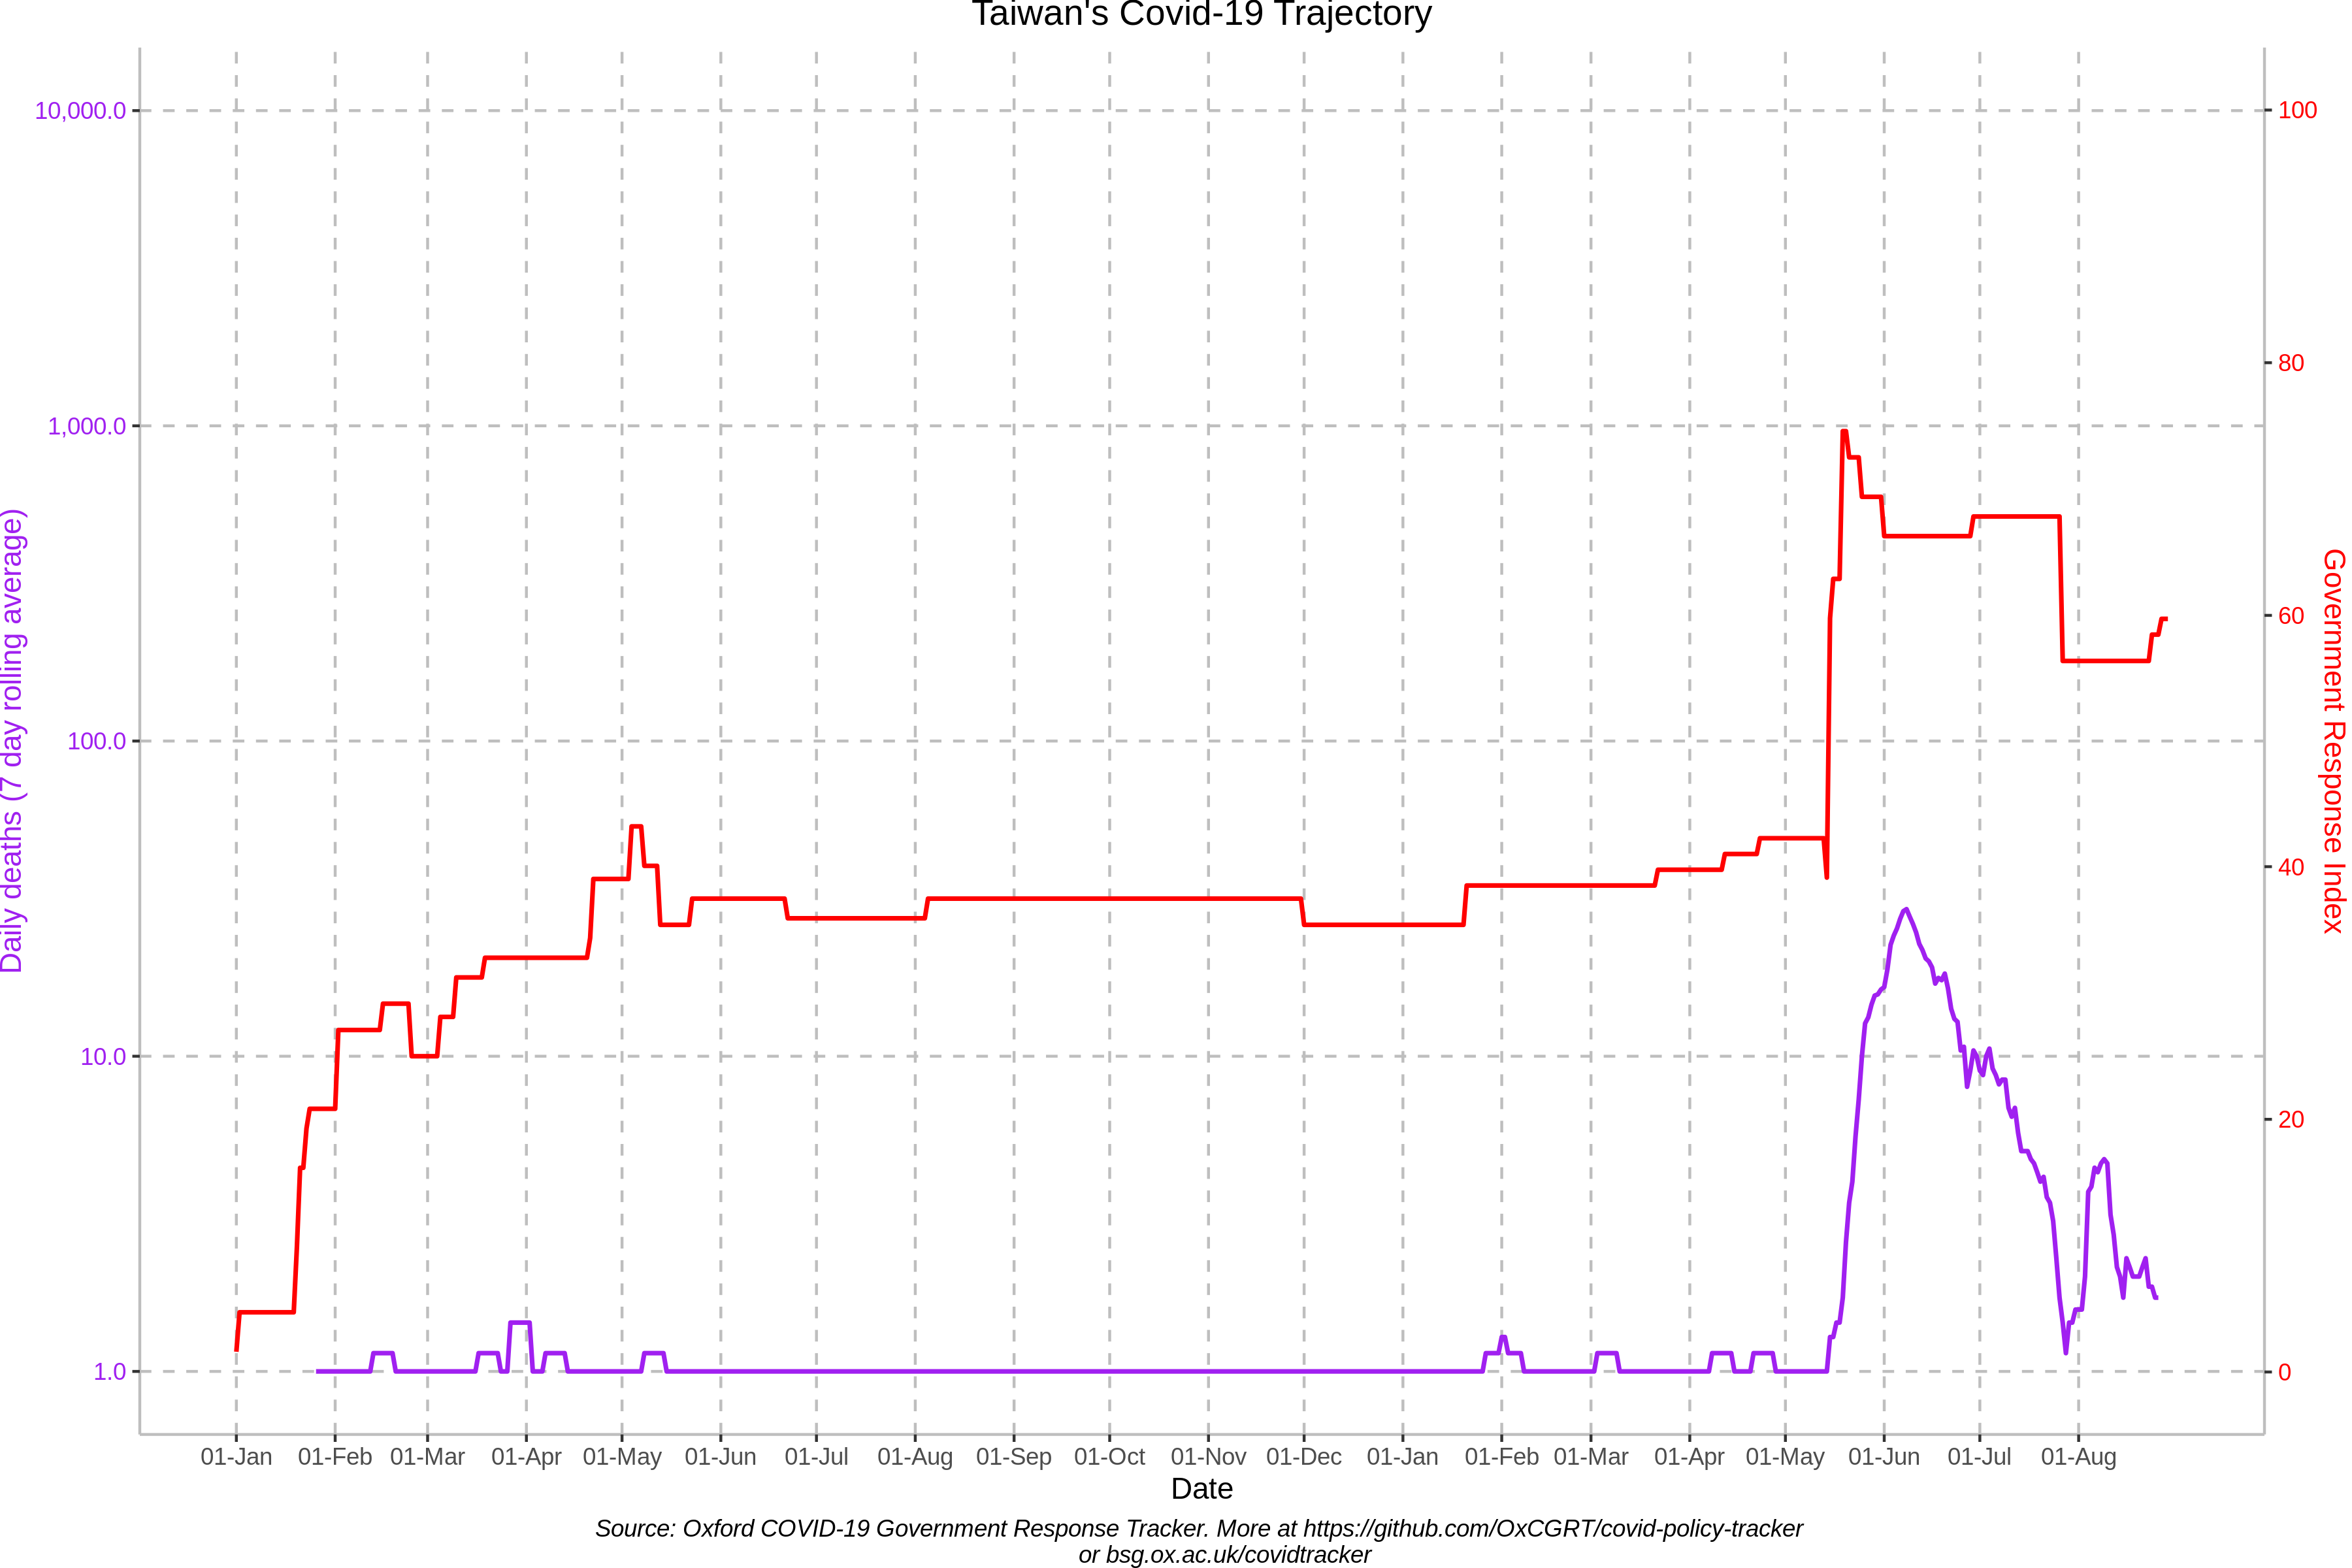 Taiwan's Covid-19 Trajectory
10,000.0
1,000.0
100.0
10.0
1.0
Daily deaths (7 day rolling average)
100
80
60
40
20
0
Government Response Index
01-Jan 01-Feb 01-Mar 01-Apr 01-May 01-Jun 01-Jul 01-Aug 01-Sep 01-Oct 01-Nov 01-Dec 01-Jan 01-Feb 01-Mar 01-Apr 01-May 01-Jun 01-Jul 01-Aug
Date
Source: Oxford COVID-19 Government Response Tracker. More at https://github.com/OxCGRT/covid-policy-tracker
or bsg.ox.ac.uk/covidtracker